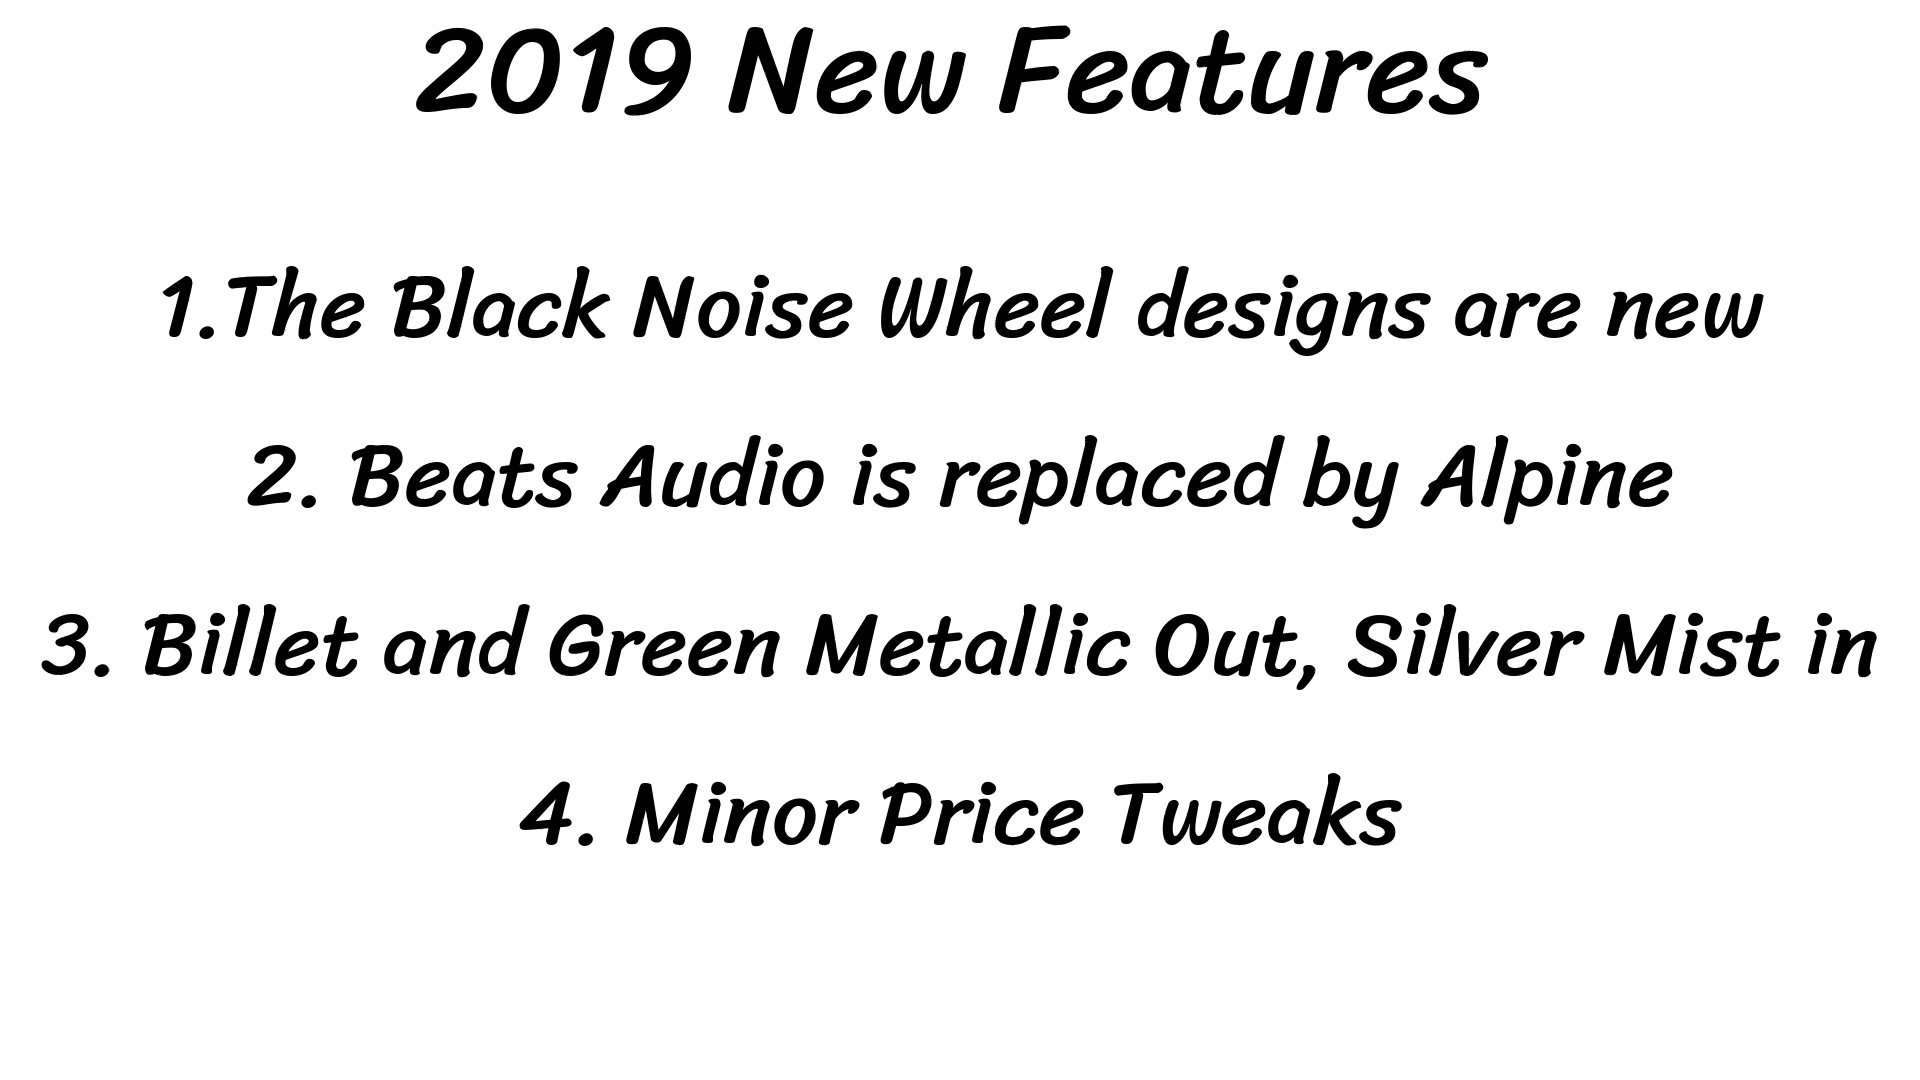 2019 New Features
1.The Black Noise Wheel designs are new
2. Beats Audio is replaced by Alpine
3. Billet and Green Metallic Out, Silver Mist in
4. Minor Price Tweaks